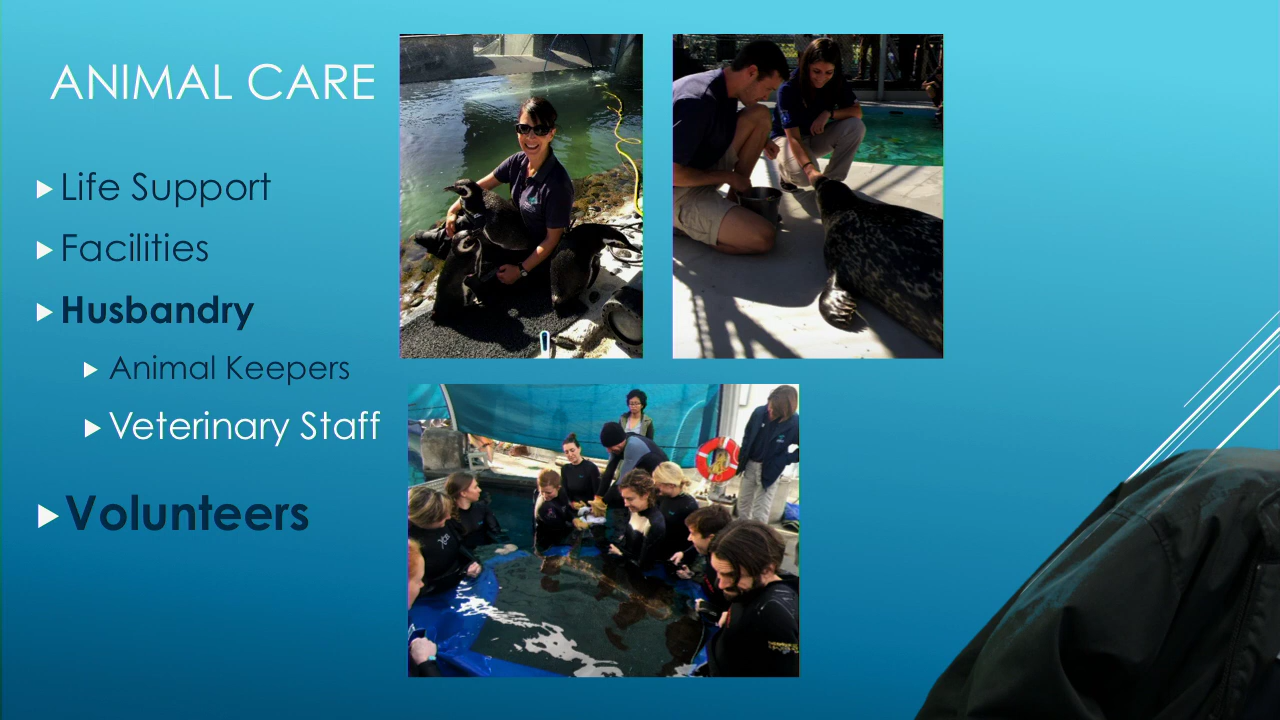 ANIMAL CARE
Life Support
Facilities
Husbandry
Animal Keepers
Veterinary Staff
Volunteers